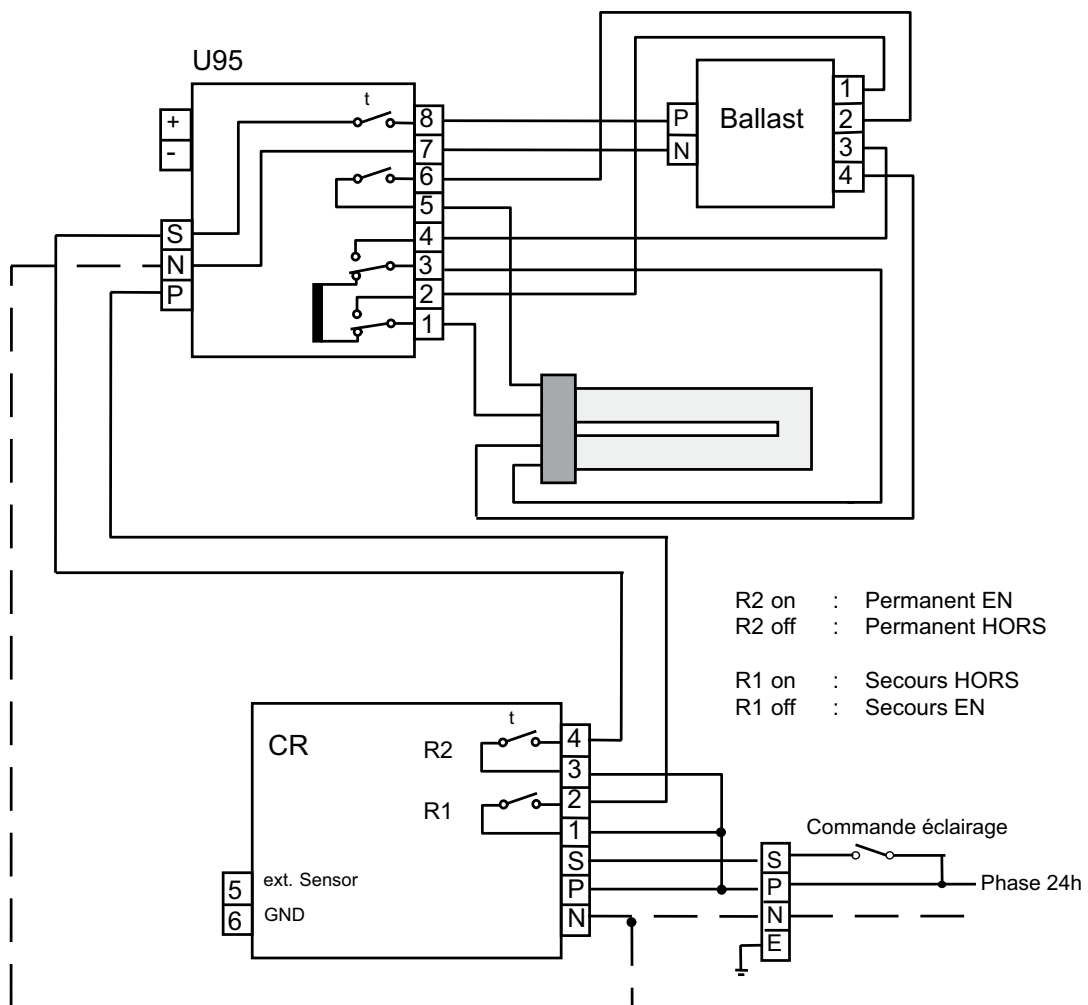 U95
+
-
S
N
P
t
8
7
6
5
4
3
2
1
P
N
Ballast
1
2
3
4
R2 on : Permanent EN
R2 off : Permanent HORS
R1 on : Secours HORS
R1 off : Secours EN
CR
t
R2
R1
4
3
2
1
S
P
N
5 ext. Sensor
6 GND
Commande éclairage
S
P
N
E
Phase 24h